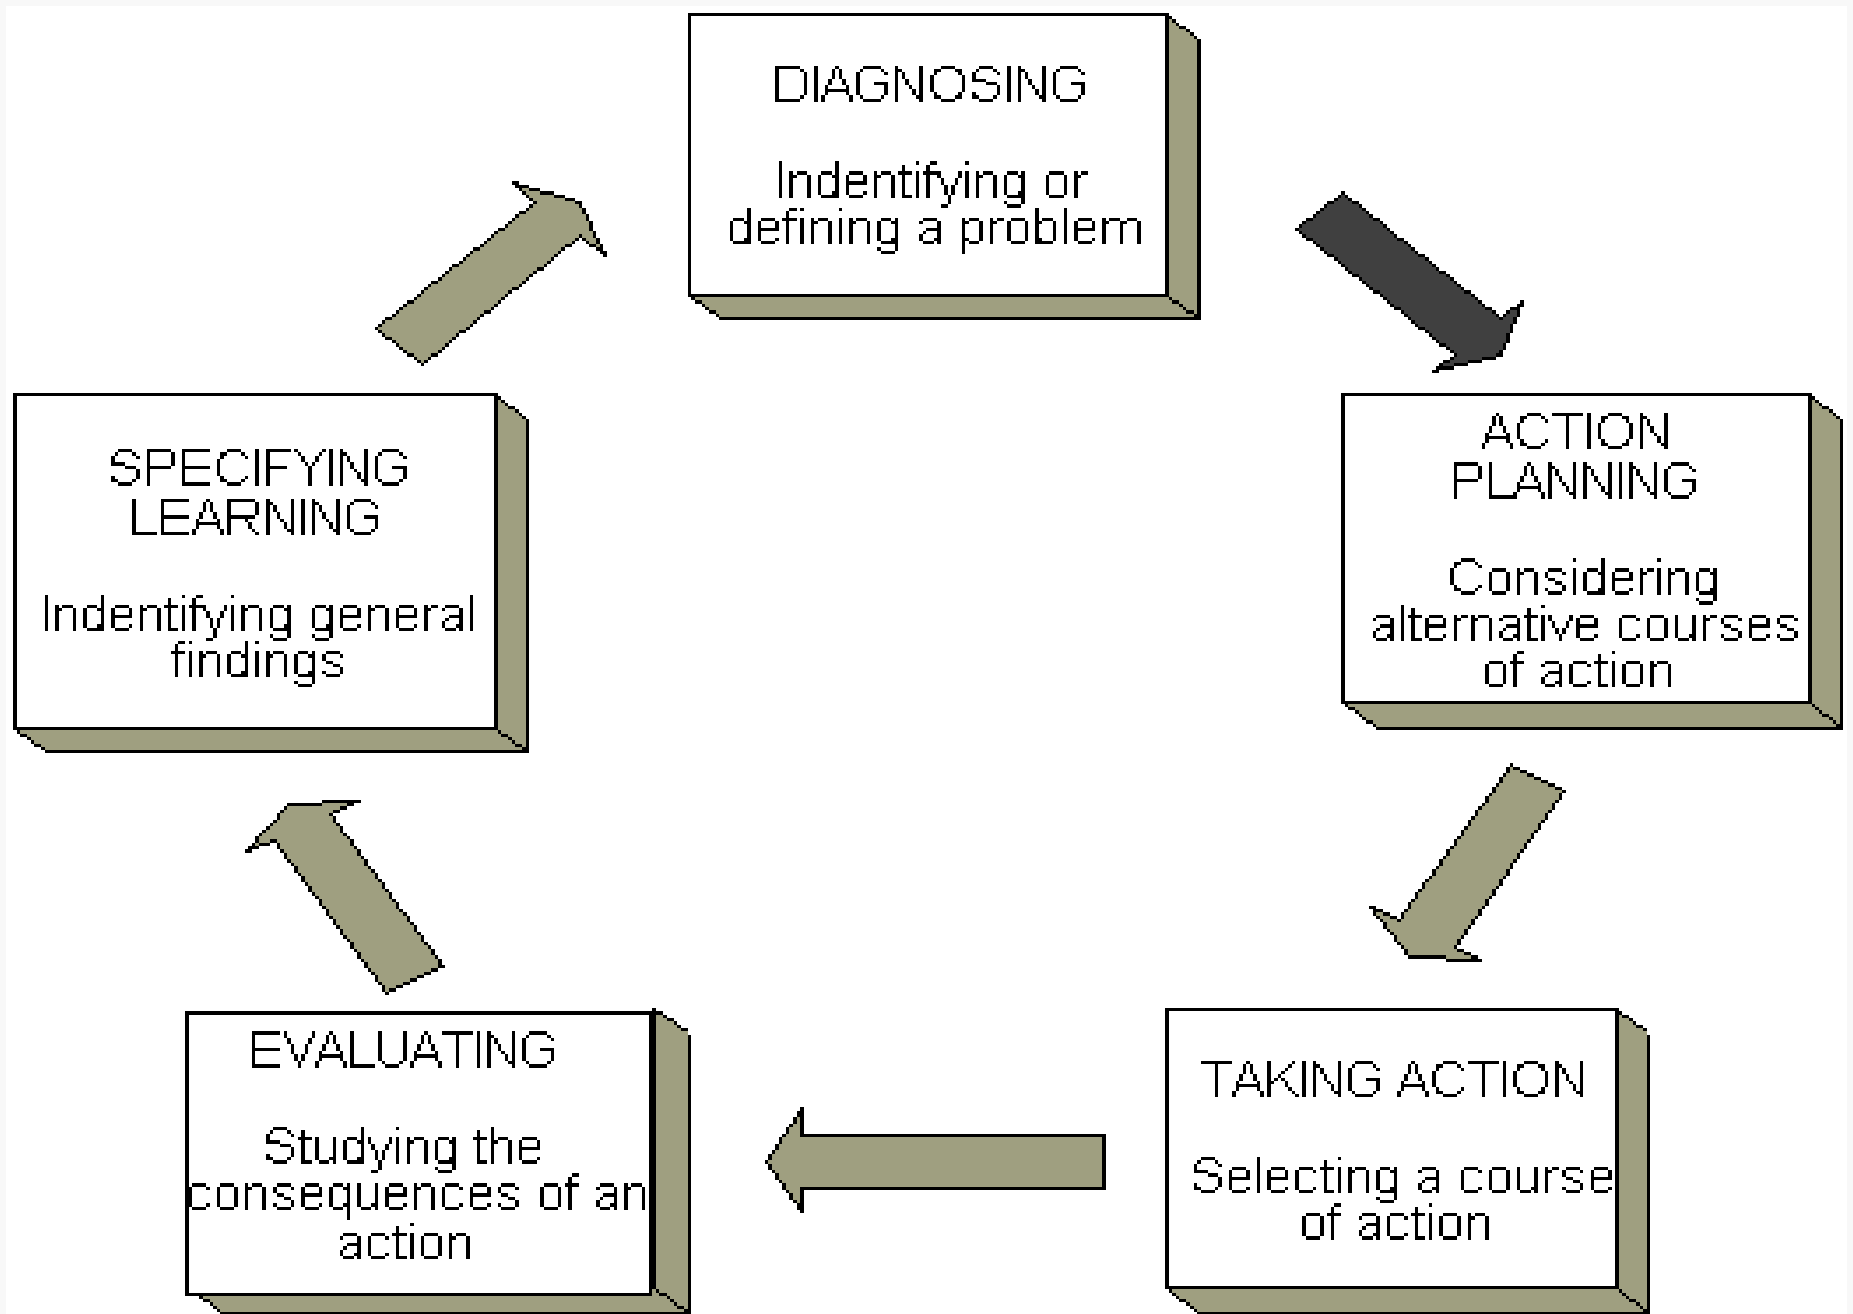 DIAGNOSING
Indentifying or
defining a problem
ACTION
PLANNING
Considering
alternative courses
of action
TAKING ACTION
Selecting a course
of action
EVALUATING
Studying the
consequences of an
action
SPECIFYING
LEARNING
Indentifying general
findings